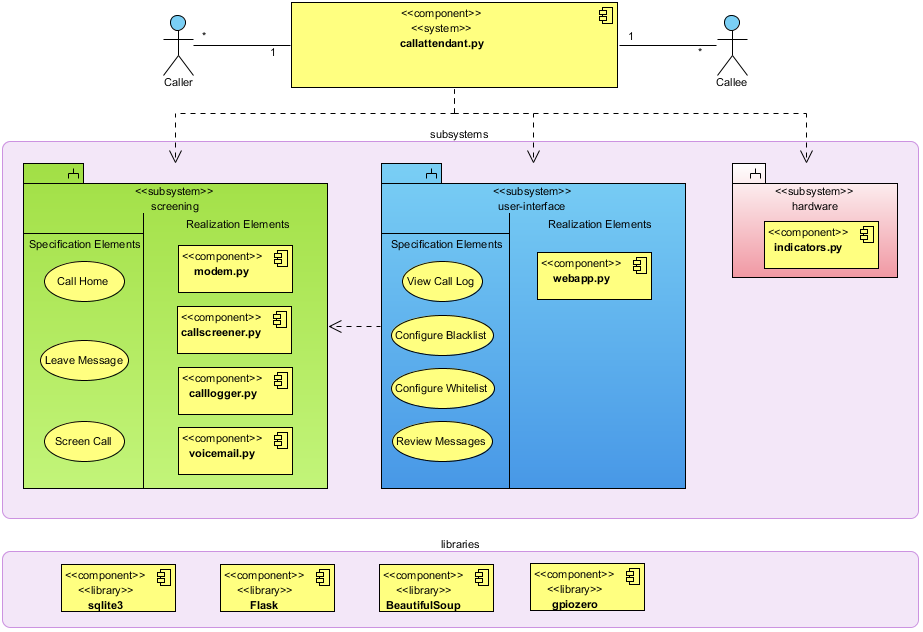 <<component>>
<<system>>
callattendant.py
*
1
1
*
Caller
Callee
subsystems
<<subsystem>>
screening
Realization Elements
Specification Elements
Call Home
Leave Message
Screen Call
<<component>>
modem.py
<<component>>
callscreener.py
<<component>>
calllogger.py
<<component>>
voicemail.py
<<subsystem>>
user-interface
Realization Elements
Specification Elements
View Call Log
Configure Blacklist
Configure Whitelist
Review Messages
<<component>>
webapp.py
<<subsystem>>
hardware
<<component>>
indicators.py
libraries
<<component>>
<<library>>
sqlite3
<<component>>
<<library>>
Flask
<<component>>
<<library>>
BeautifulSoup
<<component>>
<<library>>
gpiozero